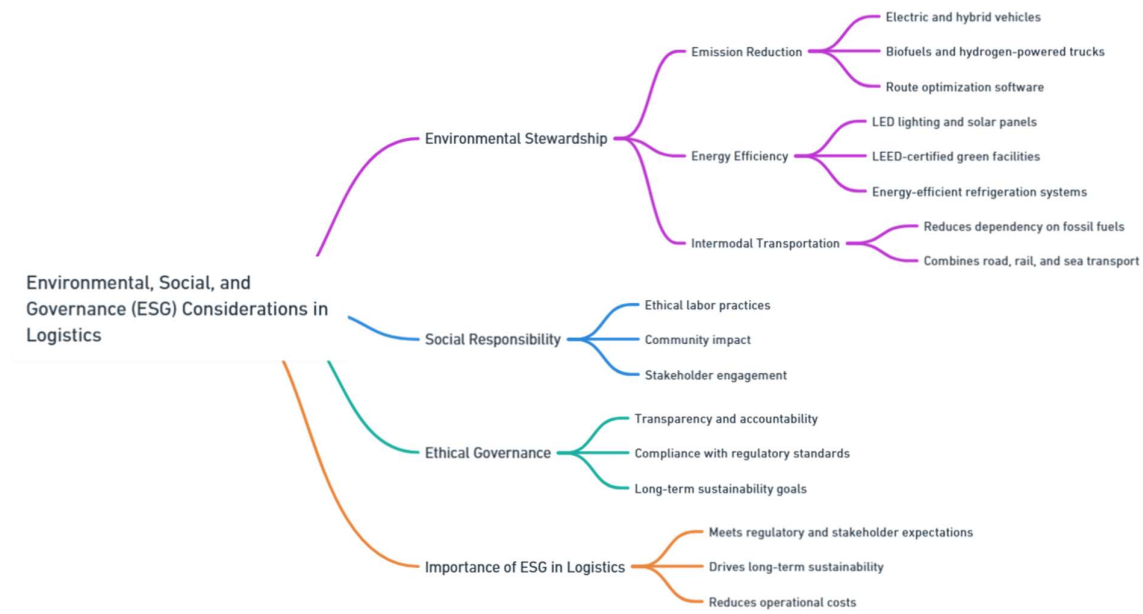 Environmental, Social, and
Governance (ESG) Considerations in
Logistics
Environmental Stewardship
Emission Reduction
Electric and hybrid vehicles
Biofuels and hydrogen-powered trucks
Route optimization software
Energy Efficiency
LED lighting and solar panels
LEED-certified green facilities
Energy-efficient refrigeration systems
Intermodal Transportation
Reduces dependency on fossil fuels
Combines road, rail, and sea transport
Social Responsibility
Ethical labor practices
Community impact
Stakeholder engagement
Ethical Governance
Transparency and accountability
Compliance with regulatory standards
Long-term sustainability goals
Importance of ESG in Logistics
Meets regulatory and stakeholder expectations
Drives long-term sustainability
Reduces operational costs